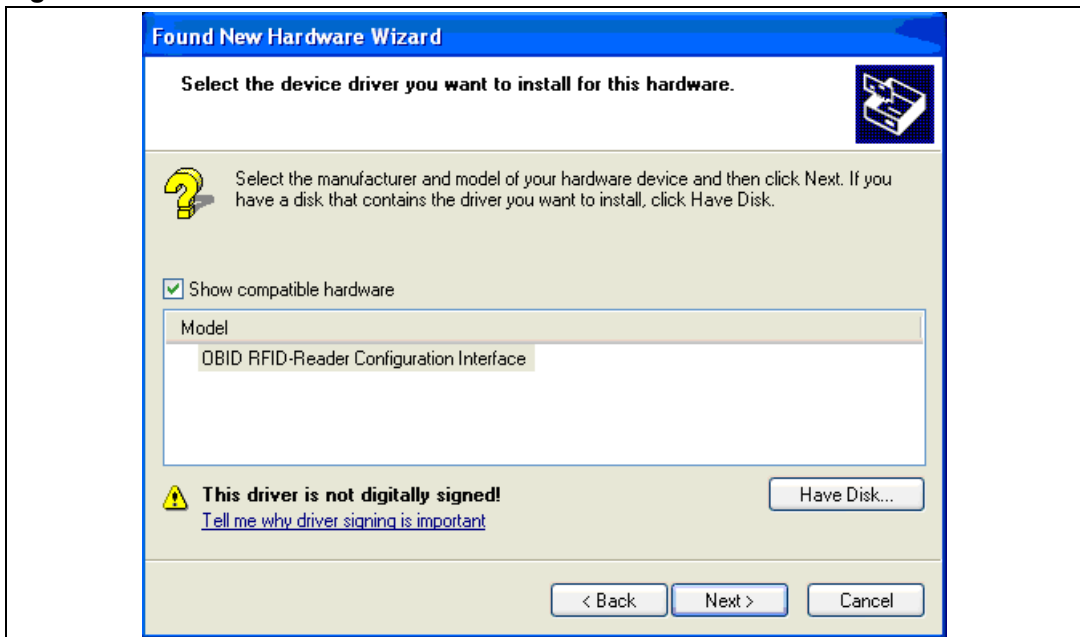 Found New Hardware Wizard
Select the device driver you want to install for this hardware.
Select the manufacturer and model of your hardware device and then click Next. If you
have a disk that contains the driver you want to install, click Have Disk.
Show compatible hardware
Model
OBID RFID-Reader Configuration Interface
This driver is not digitally signed!
Have Disk...
Tell me why driver signing is important
< Back
Next >
Cancel